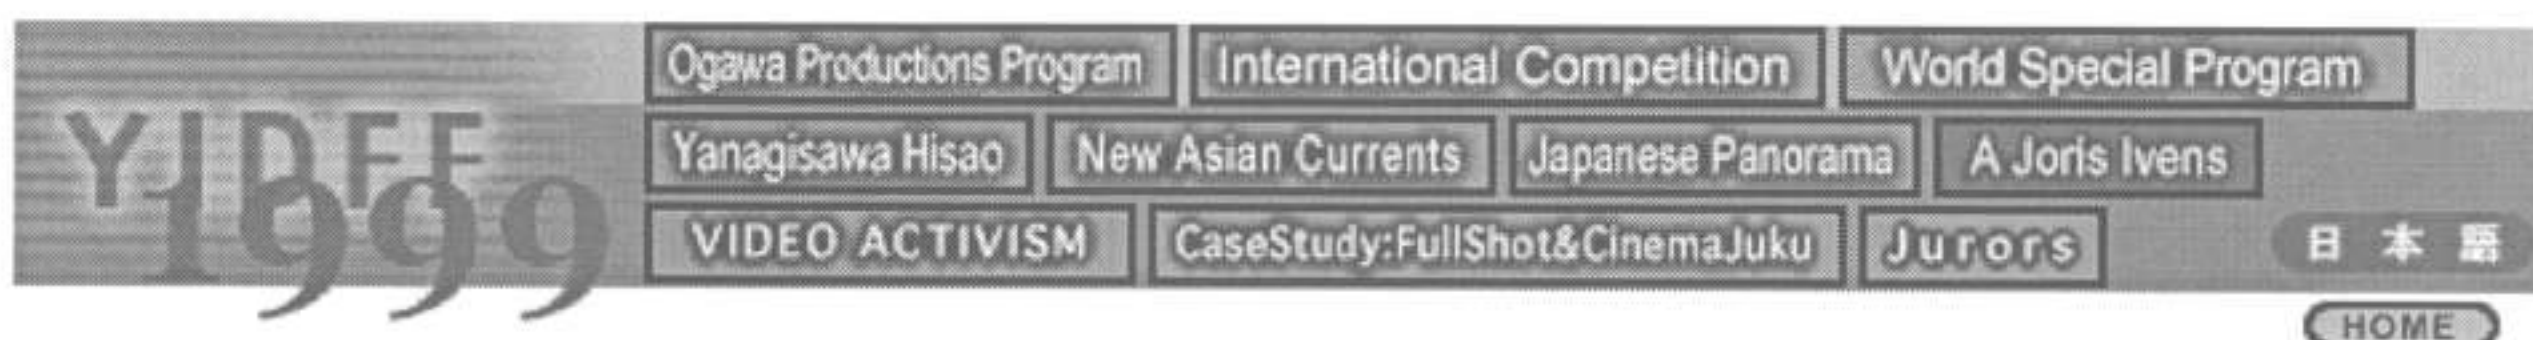 YIDFF
1999
Ogawa Productions Program International Competition World Special Program
Yanagisawa Hisao New Asian Currents Japanese Panorama A Joris Ivens
VIDEO ACTIVISM CaseStudy:FullShot&CinemaJuku Jurors
日本語
HOME